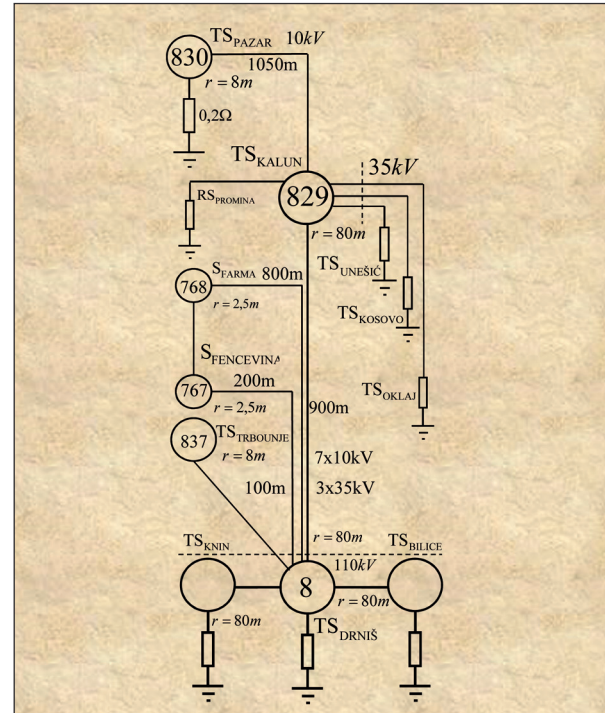 TS PAZAR 10kV
830
1050m
r = 8m
0,2Ω
TS KALUN
35kV
829
RS PROMINA
r = 80m
TS UNEŠIĆ
S FARMA 800m
768
r = 2,5m
TS KOSOVO
S FENCEVINA
200m
767
r = 2,5m
TS OKLAJ
900m
837
TS TRBOUNJE
r = 8m
7x10kV
100m
3x35kV
r = 80m
TS KNIN
TS BILICE
110kV
8
r = 80m
r = 80m
TS DRNIŠ